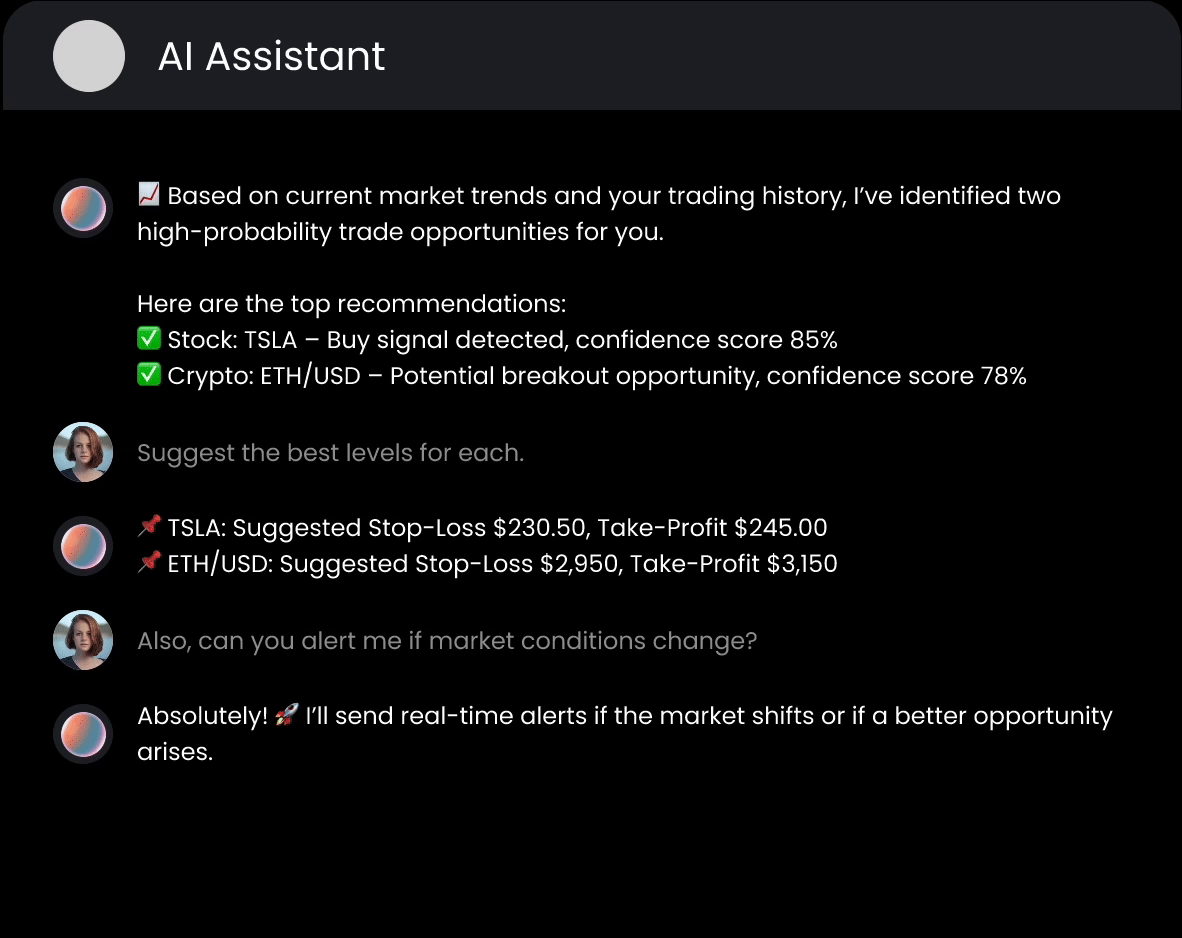 AI Assistant
📈 Based on current market trends and your trading history, I’ve identified two
high-probability trade opportunities for you.
Here are the top recommendations:
✅ Stock: TSLA – Buy signal detected, confidence score 85%
✅ Crypto: ETH/USD – Potential breakout opportunity, confidence score 78%
Suggest the best levels for each.
📌 TSLA: Suggested Stop-Loss $230.50, Take-Profit $245.00
📌 ETH/USD: Suggested Stop-Loss $2,950, Take-Profit $3,150
Also, can you alert me if market conditions change?
Absolutely! 🚀 I’ll send real-time alerts if the market shifts or if a better opportunity
arises.